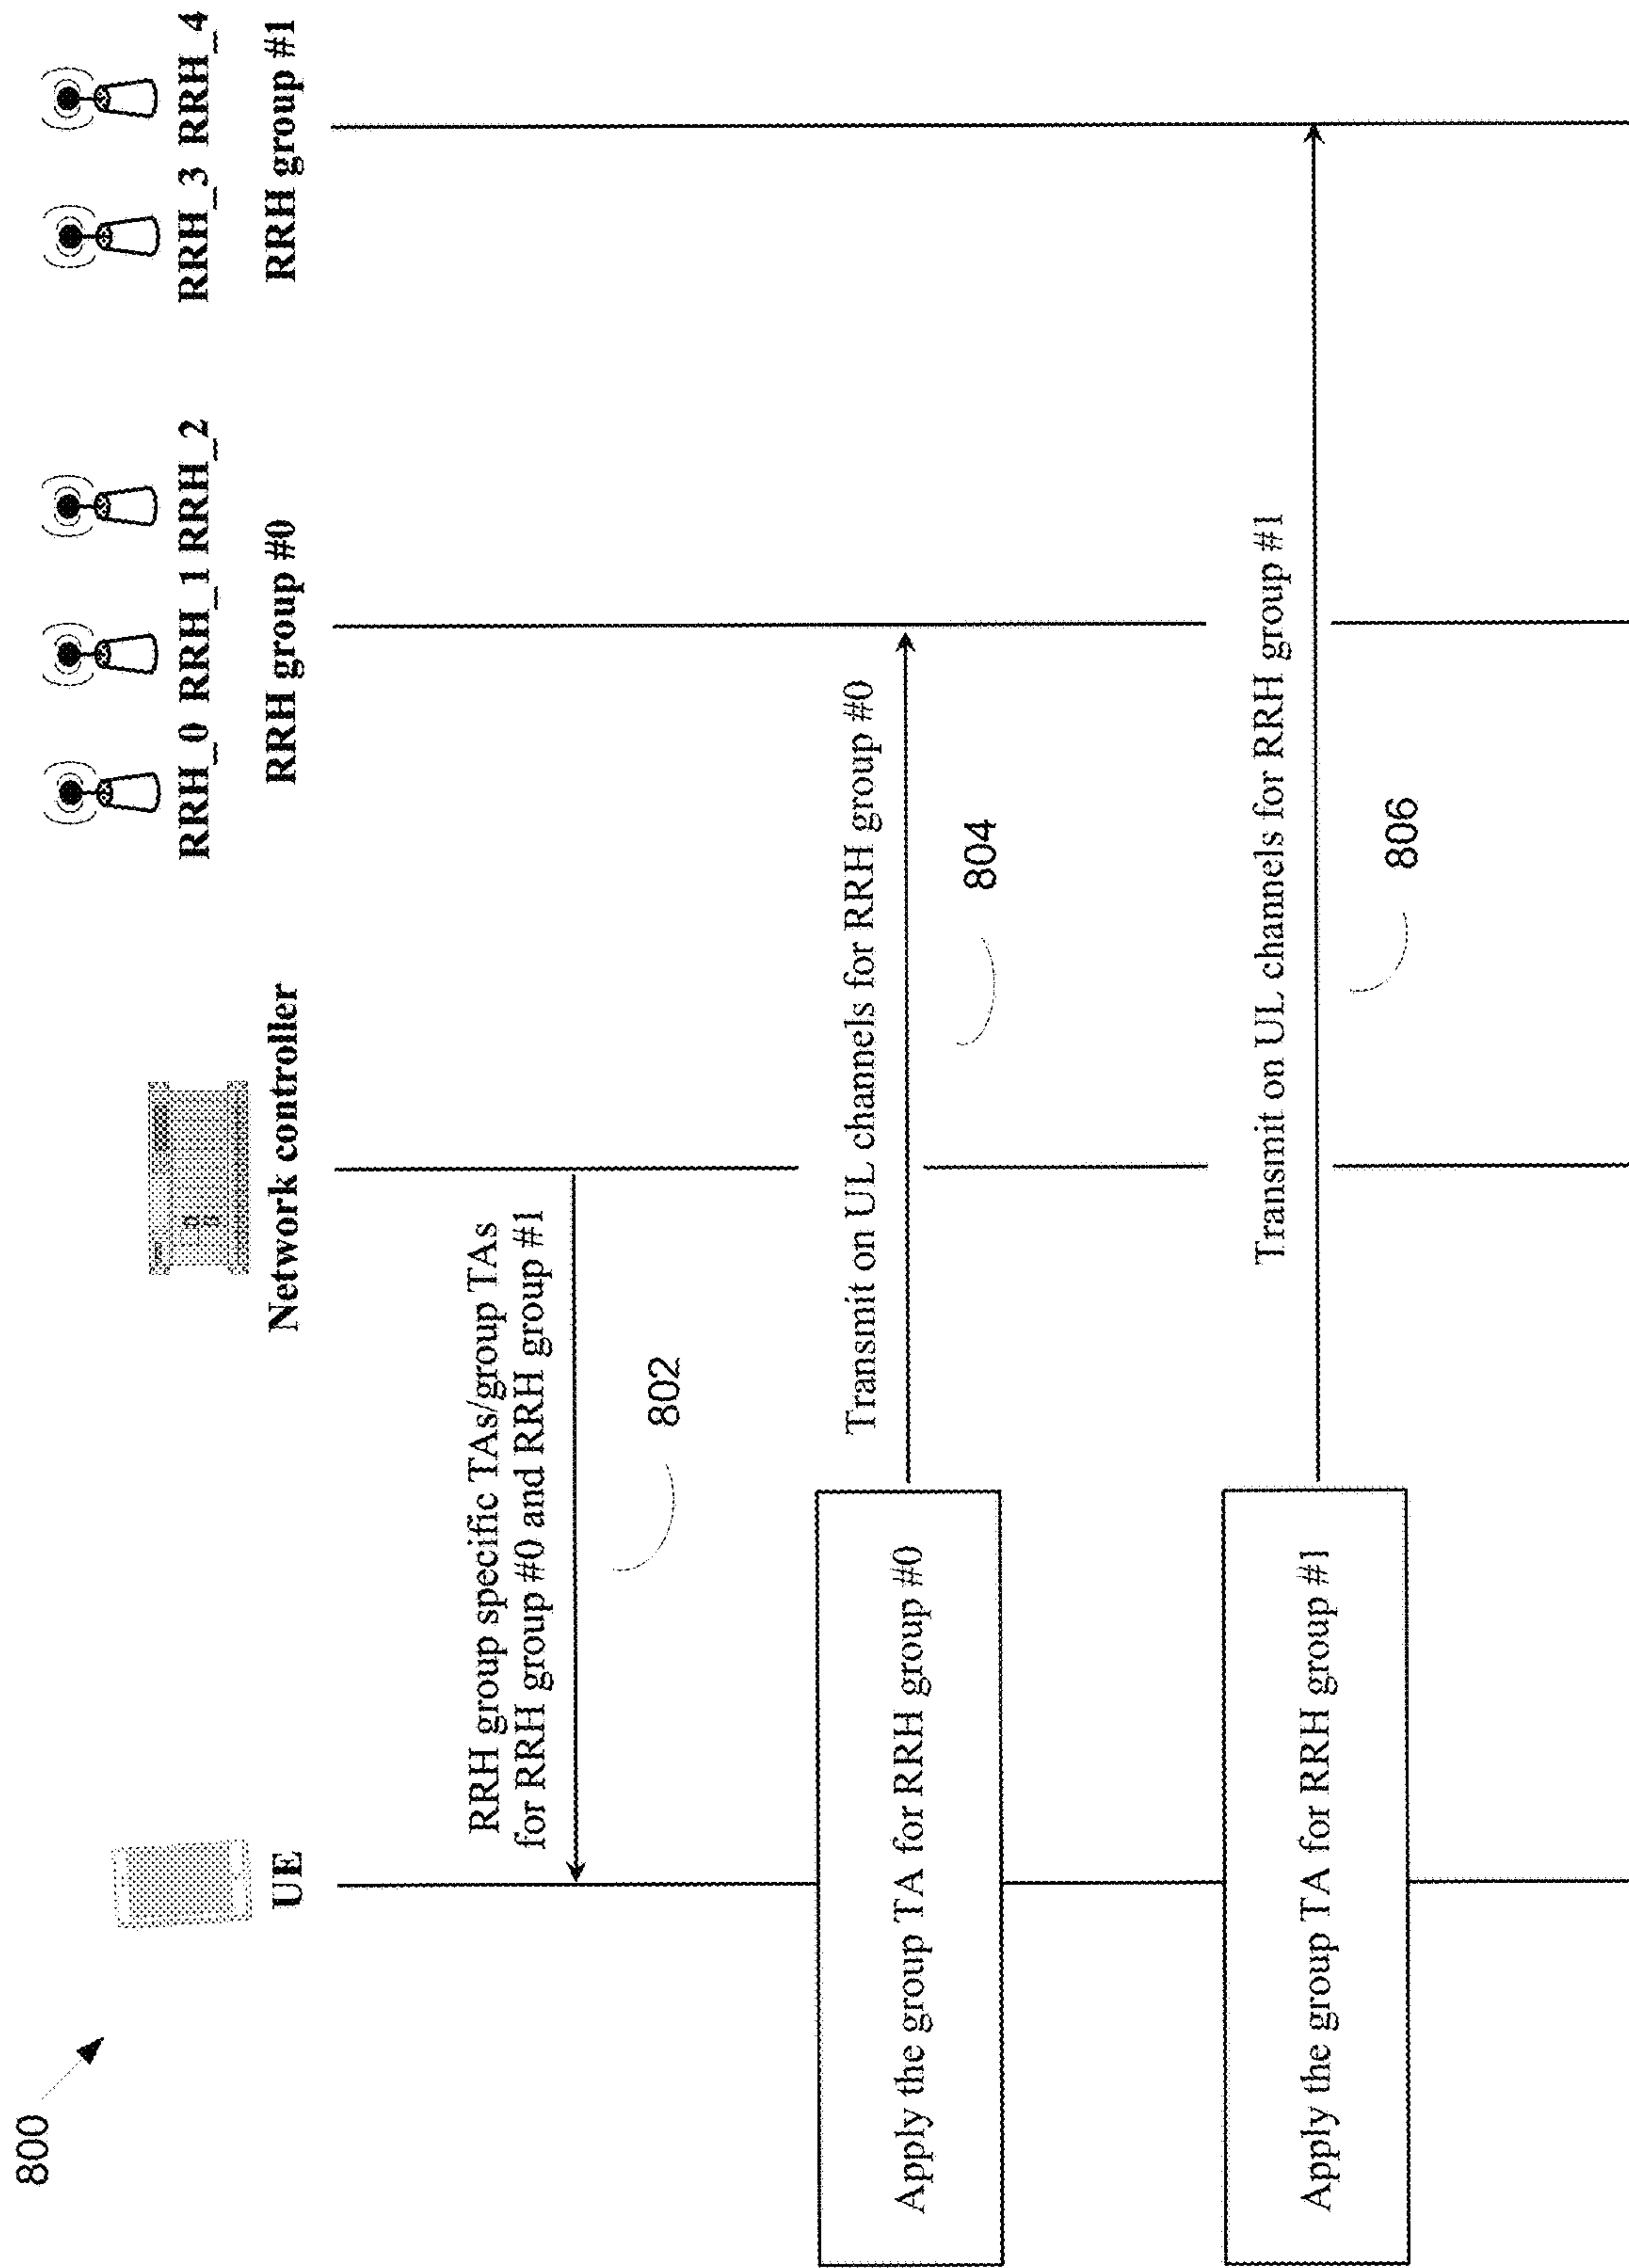 800
UE
Network controller
RRH_0 RRH_1 RRH_2
RRH group #0
RRH_3 RRH_4
RRH group #1
RRH group specific TAs/group TAs
for RRH group #0 and RRH group #1
802
Apply the group TA for RRH group #0
Transmit on UL channels for RRH group #0
804
Apply the group TA for RRH group #1
Transmit on UL channels for RRH group #1
806